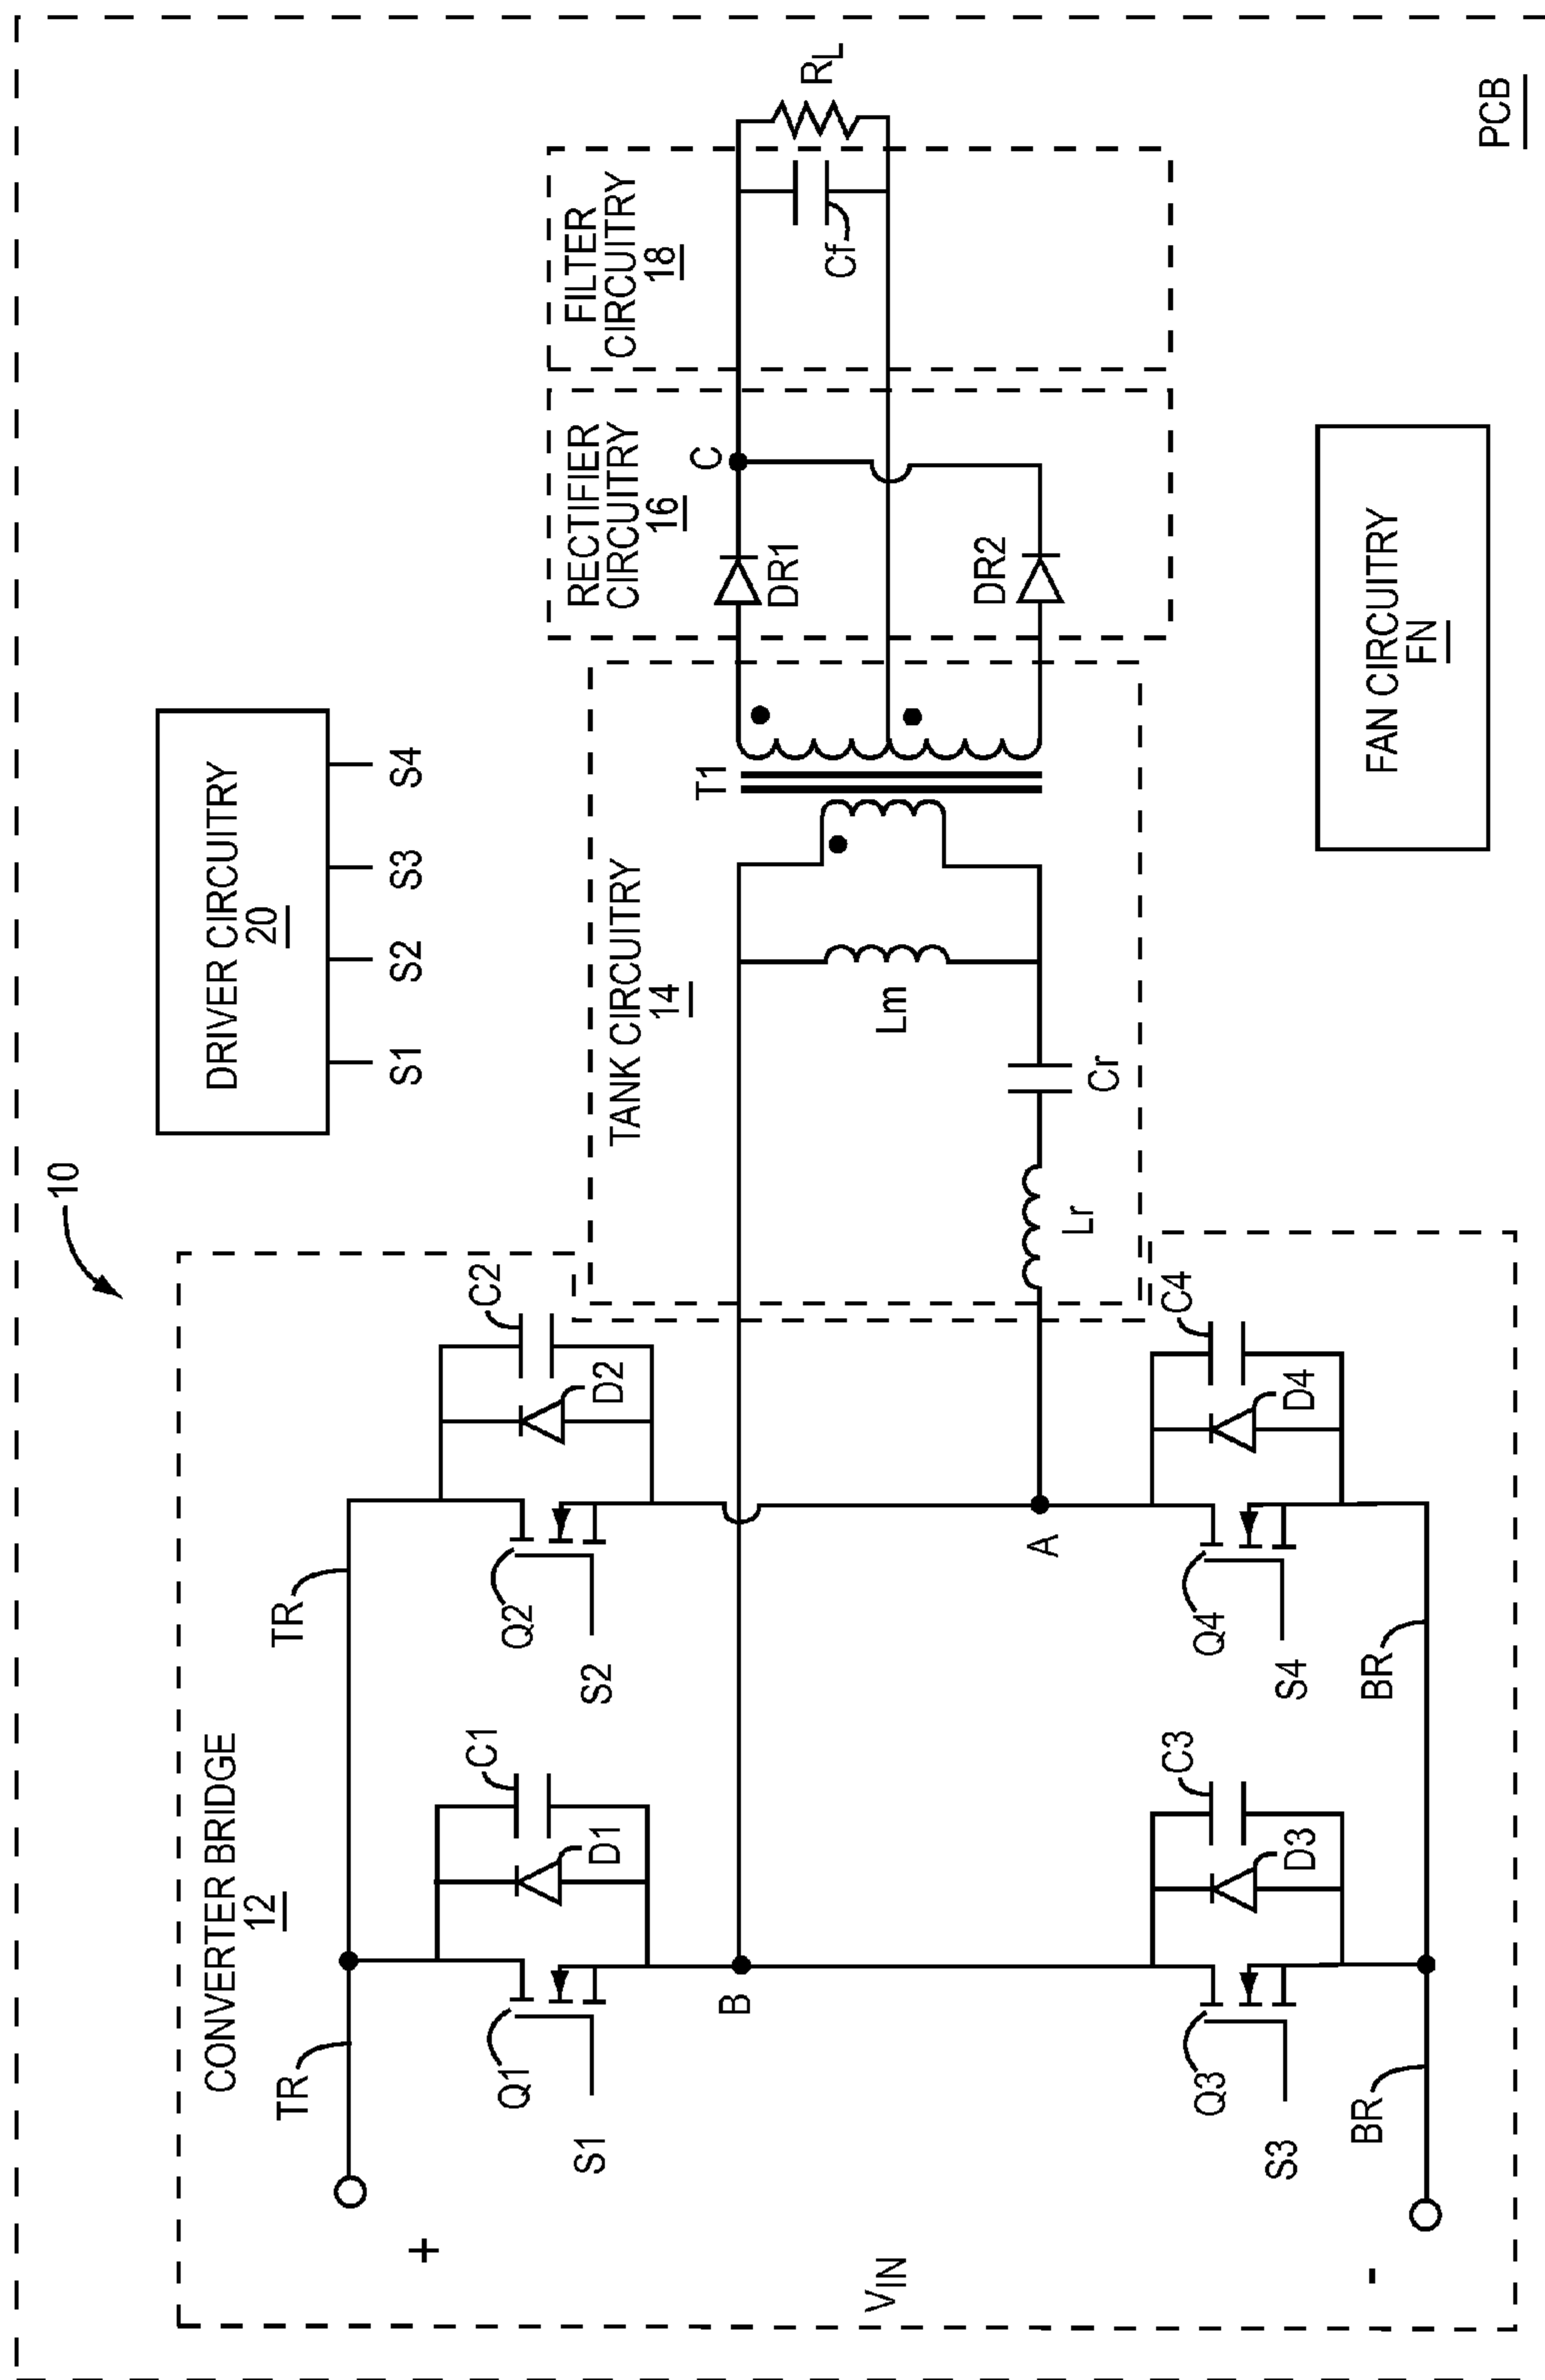 10
DRIVER CIRCUITRY
20
S1
S2
S3
S4
CONVERTER BRIDGE
12
TR
TR
Q1
S1
D1
C1
Q2
S2
D2
C2
B
A
VIN
+
-
Q3
S3
D3
C3
Q4
S4
D4
C4
BR
BR
TANK CIRCUITRY
14
Lr
Cr
Lm
T1
RECTIFIER
CIRCUITRY
16
DR1
DR2
C
FILTER
CIRCUITRY
18
Cf
RL
FAN CIRCUITRY
FN
PCB